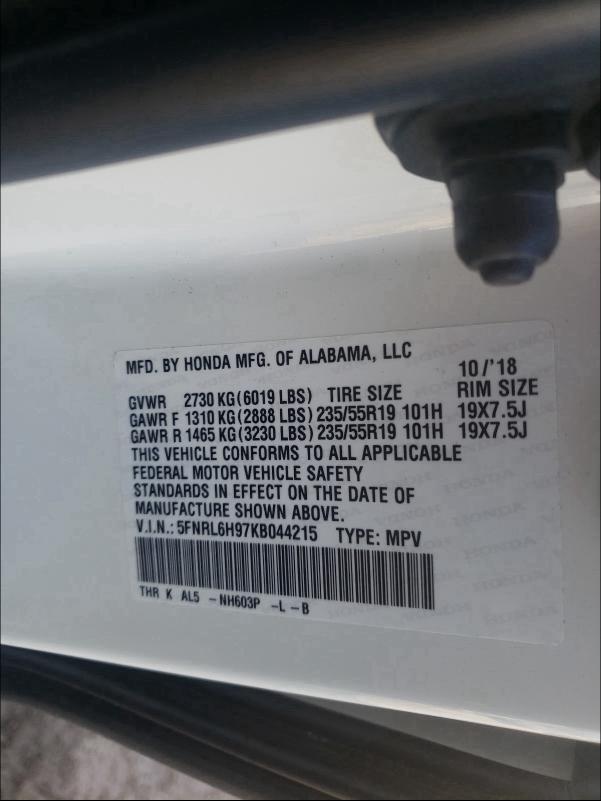 MFD. BY HONDA MFG. OF ALABAMA, LLC 10/'18
GVWR 2730 KG(6019 LBS) TIRE SIZE RIM SIZE
GAWR F 1310 KG(2888 LBS) 235/55R19 101H 19X7.5J
GAWR R 1465 KG(3230 LBS) 235/55R19 101H 19X7.5J
THIS VEHICLE CONFORMS TO ALL APPLICABLE
FEDERAL MOTOR VEHICLE SAFETY
STANDARDS IN EFFECT ON THE DATE OF
MANUFACTURE SHOWN ABOVE.
V.I.N.: 5FNRL6H97KB044215 TYPE: MPV
THR K AL5 -NH603P -L-B